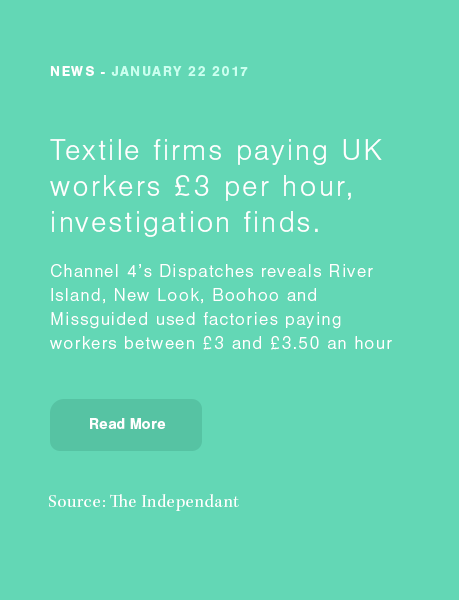 NEWS - JANUARY 22 2017
Textile firms paying UK
workers £3 per hour,
investigation finds.
Channel 4's Dispatches reveals River
Island, New Look, Boohoo and
Missguided used factories paying
workers between £3 and £3.50 an hour
Read More
Source: The Independant